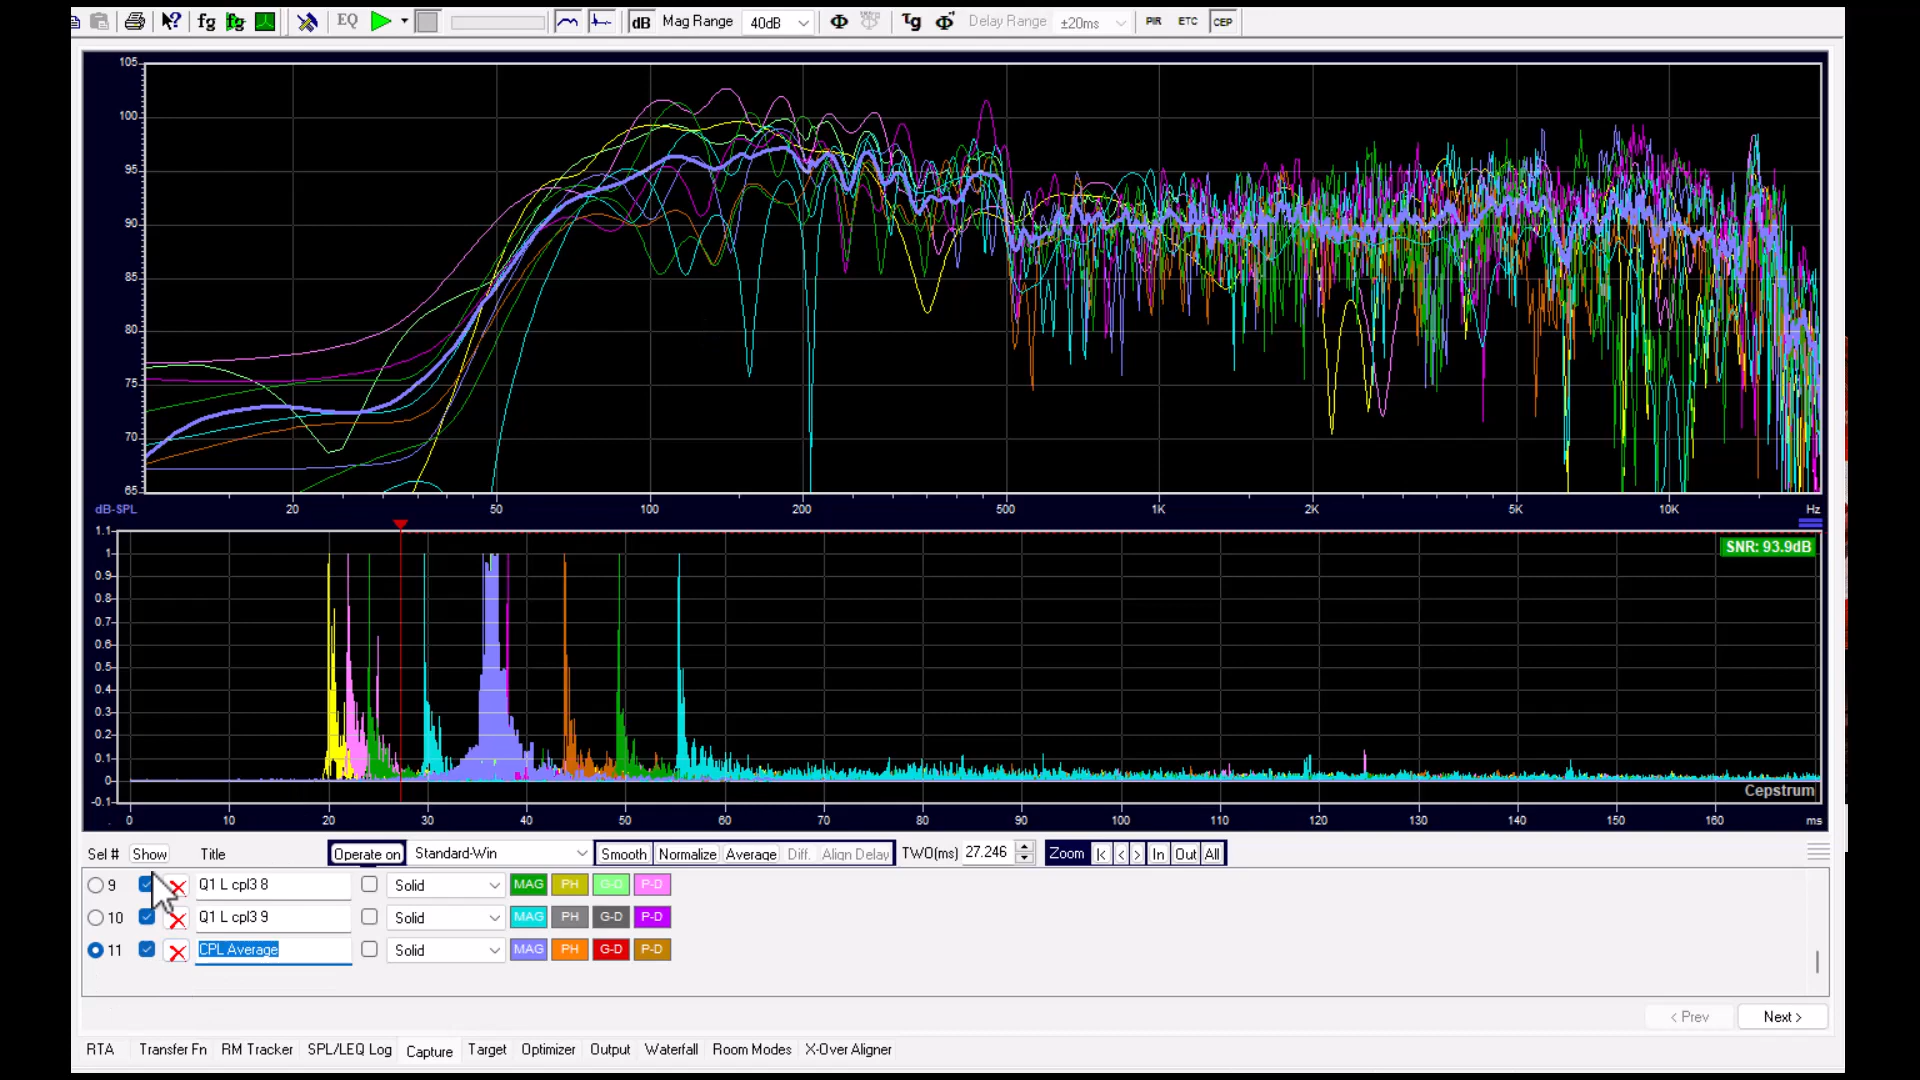 fg fg EQ dB Mag Range 40dB τg Delay Range ±20ms PIR ETC CEP
105
100
95
90
85
80
75
70
65
dB-SPL 20 50 100 200 500 1K 2K 5K 10K Hz
1.1
1
0.9
0.8
0.7
0.6
0.5
0.4
0.3
0.2
0.1
0
-0.1
SNR: 93.9dB
Cepstrum
0 10 20 30 40 50 60 70 80 90 100 110 120 130 140 150 160 ms
Sel # Show Title Operate on Standard-Win Smooth Normalize Average Diff. Align Delay TWO(ms) 27.246 Zoom |< < > In Out All
9 Q1 L cpl3 8 Solid MAG PH G-D P-D
10 Q1 L cpl3 9 Solid MAG PH G-D P-D
11 CPL Average Solid MAG PH G-D P-D
< Prev Next >
RTA Transfer Fn RM Tracker SPL/LEQ Log Capture Target Optimizer Output Waterfall Room Modes X-Over Aligner